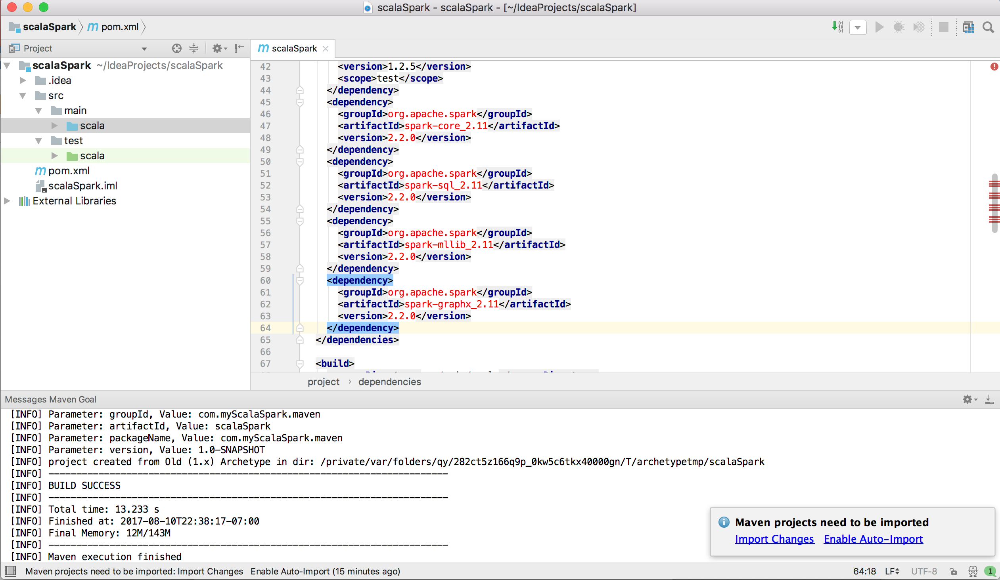 scalaSpark - scalaSpark - [~/IdeaProjects/scalaSpark]
scalaSpark
m pom.xml
Project
scalaSpark ~/IdeaProjects/scalaSpark
.idea
src
main
scala
test
scala
m pom.xml
scalaSpark.iml
External Libraries
m scalaSpark
42 <version>1.2.5</version>
43 <scope>test</scope>
44 </dependency>
45 <dependency>
46 <groupId>org.apache.spark</groupId>
47 <artifactId>spark-core_2.11</artifactId>
48 <version>2.2.0</version>
49 </dependency>
50 <dependency>
51 <groupId>org.apache.spark</groupId>
52 <artifactId>spark-sql_2.11</artifactId>
53 <version>2.2.0</version>
54 </dependency>
55 <dependency>
56 <groupId>org.apache.spark</groupId>
57 <artifactId>spark-mllib_2.11</artifactId>
58 <version>2.2.0</version>
59 </dependency>
60 <dependency>
61 <groupId>org.apache.spark</groupId>
62 <artifactId>spark-graphx_2.11</artifactId>
63 <version>2.2.0</version>
64 </dependency>
65 </dependencies>
66
67 <build>
project › dependencies
Messages Maven Goal
[INFO] Parameter: groupId, Value: com.myScalaSpark.maven
[INFO] Parameter: artifactId, Value: scalaSpark
[INFO] Parameter: packageName, Value: com.myScalaSpark.maven
[INFO] Parameter: version, Value: 1.0-SNAPSHOT
[INFO] project created from Old (1.x) Archetype in dir: /private/var/folders/qy/282ct5z166q9p_0kw5c6tkx40000gn/T/archetypetmp/scalaSpark
[INFO] ------------------------------------------------------------------------
[INFO] BUILD SUCCESS
[INFO] ------------------------------------------------------------------------
[INFO] Total time: 13.233 s
[INFO] Finished at: 2017-08-10T22:38:17-07:00
[INFO] Final Memory: 12M/143M
[INFO] ------------------------------------------------------------------------
[INFO] Maven execution finished
Maven projects need to be imported
Import Changes Enable Auto-Import
Maven projects need to be imported: Import Changes Enable Auto-Import (15 minutes ago)
64:18 LF UTF-8 1